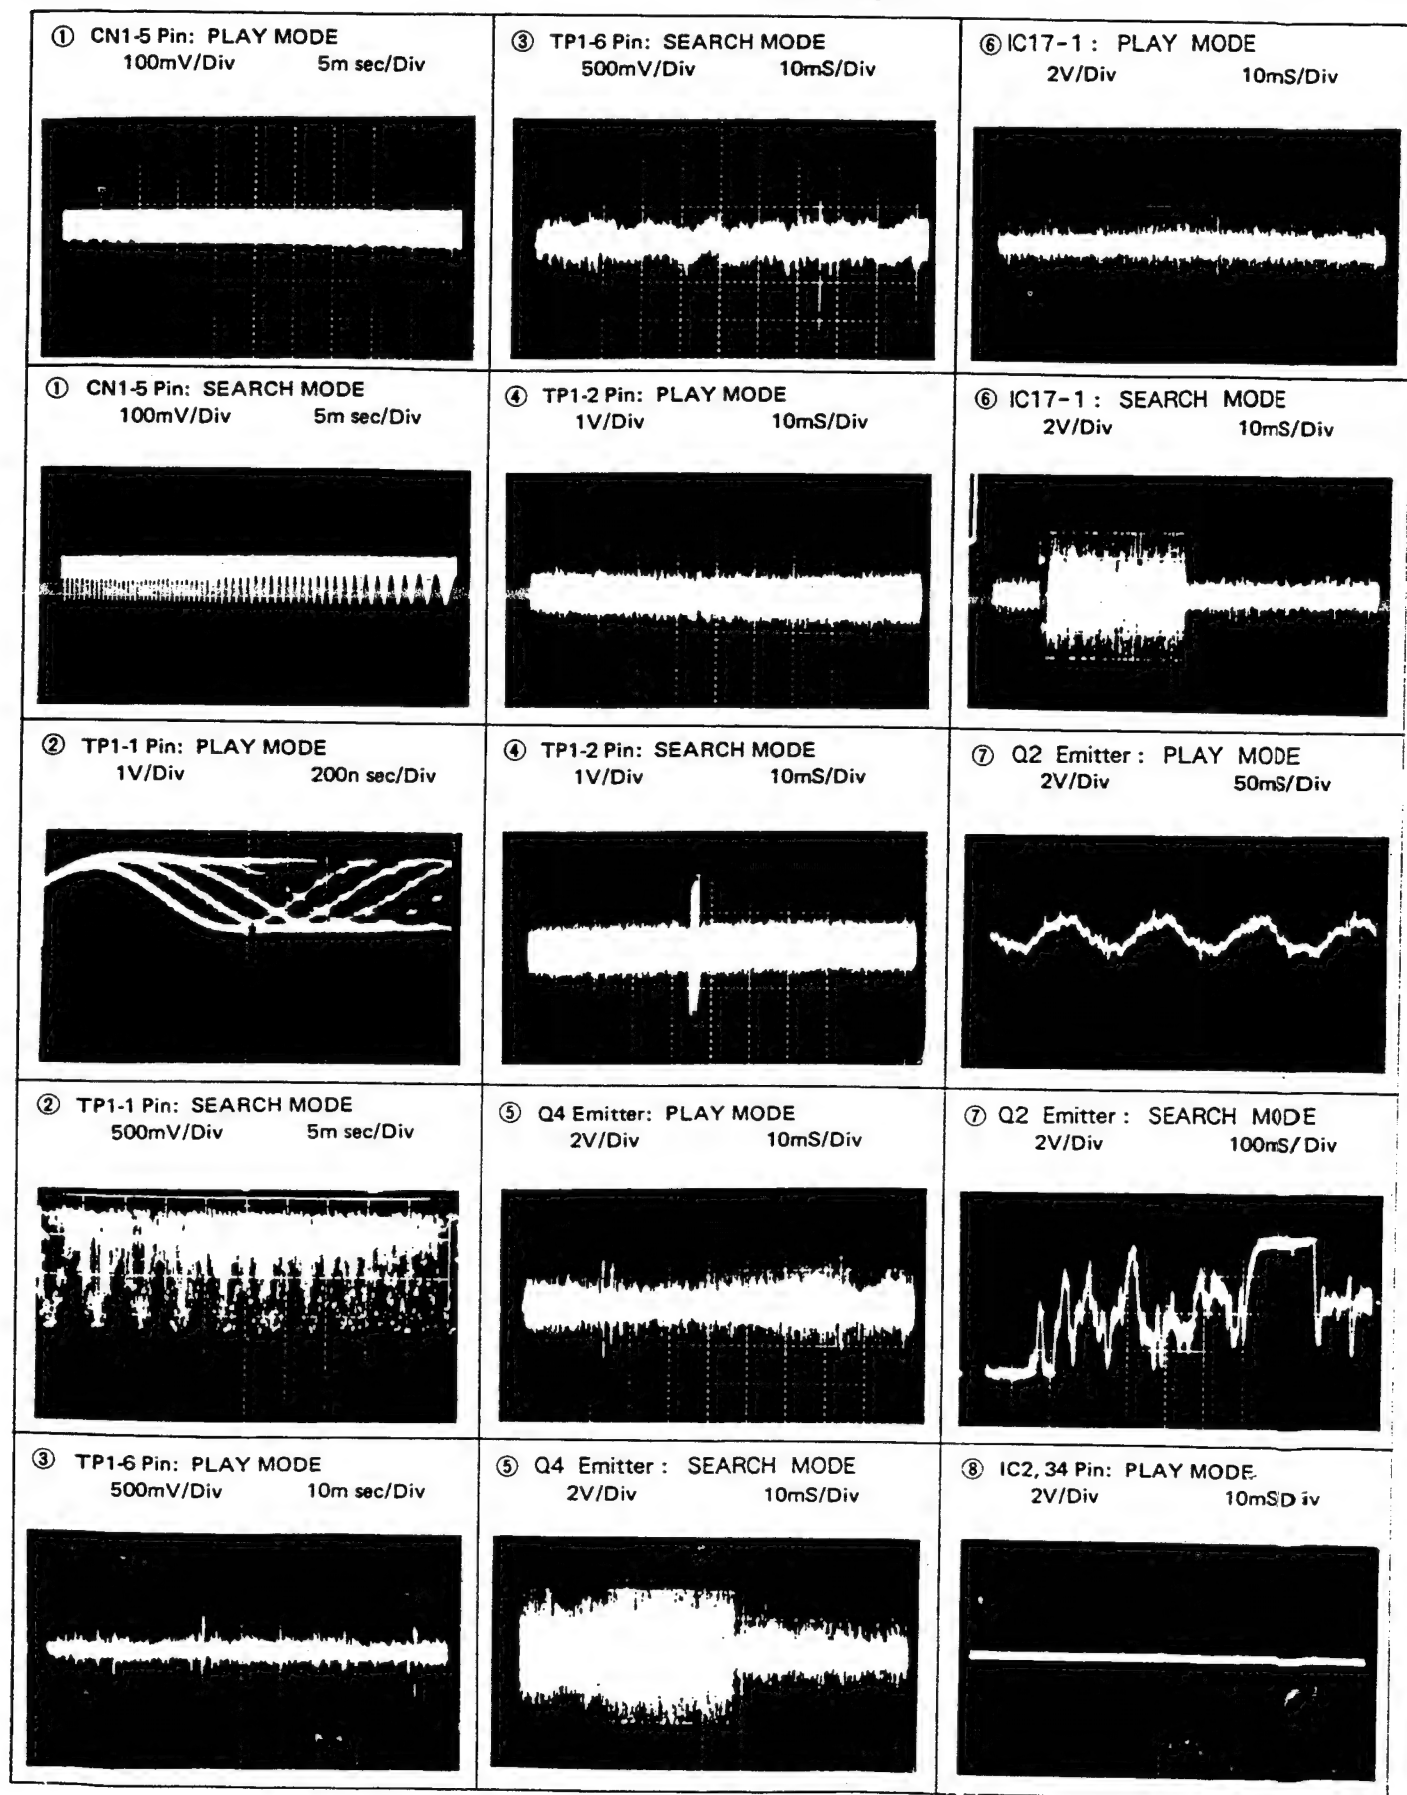 ① CN1-5 Pin: PLAY MODE
100mV/Div 5m sec/Div
① CN1-5 Pin: SEARCH MODE
100mV/Div 5m sec/Div
② TP1-1 Pin: PLAY MODE
1V/Div 200n sec/Div
② TP1-1 Pin: SEARCH MODE
500mV/Div 5m sec/Div
③ TP1-6 Pin: PLAY MODE
500mV/Div 10m sec/Div
③ TP1-6 Pin: SEARCH MODE
500mV/Div 10mS/Div
④ TP1-2 Pin: PLAY MODE
1V/Div 10mS/Div
④ TP1-2 Pin: SEARCH MODE
1V/Div 10mS/Div
⑤ Q4 Emitter: PLAY MODE
2V/Div 10mS/Div
⑤ Q4 Emitter: SEARCH MODE
2V/Div 10mS/Div
⑥ IC17-1: PLAY MODE
2V/Div 10mS/Div
⑥ IC17-1: SEARCH MODE
2V/Div 10mS/Div
⑦ Q2 Emitter: PLAY MODE
2V/Div 50mS/Div
⑦ Q2 Emitter: SEARCH MODE
2V/Div 100mS/Div
⑧ IC2, 34 Pin: PLAY MODE
2V/Div 10mSDiv